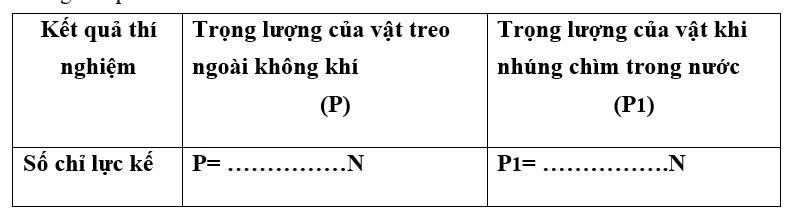 Kết quả thí
nghiệm
Trọng lượng của vật treo
ngoài không khí
(P)
Trọng lượng của vật khi
nhúng chìm trong nước
(P1)
Số chỉ lực kế
P= ……………N
P1= …………….N